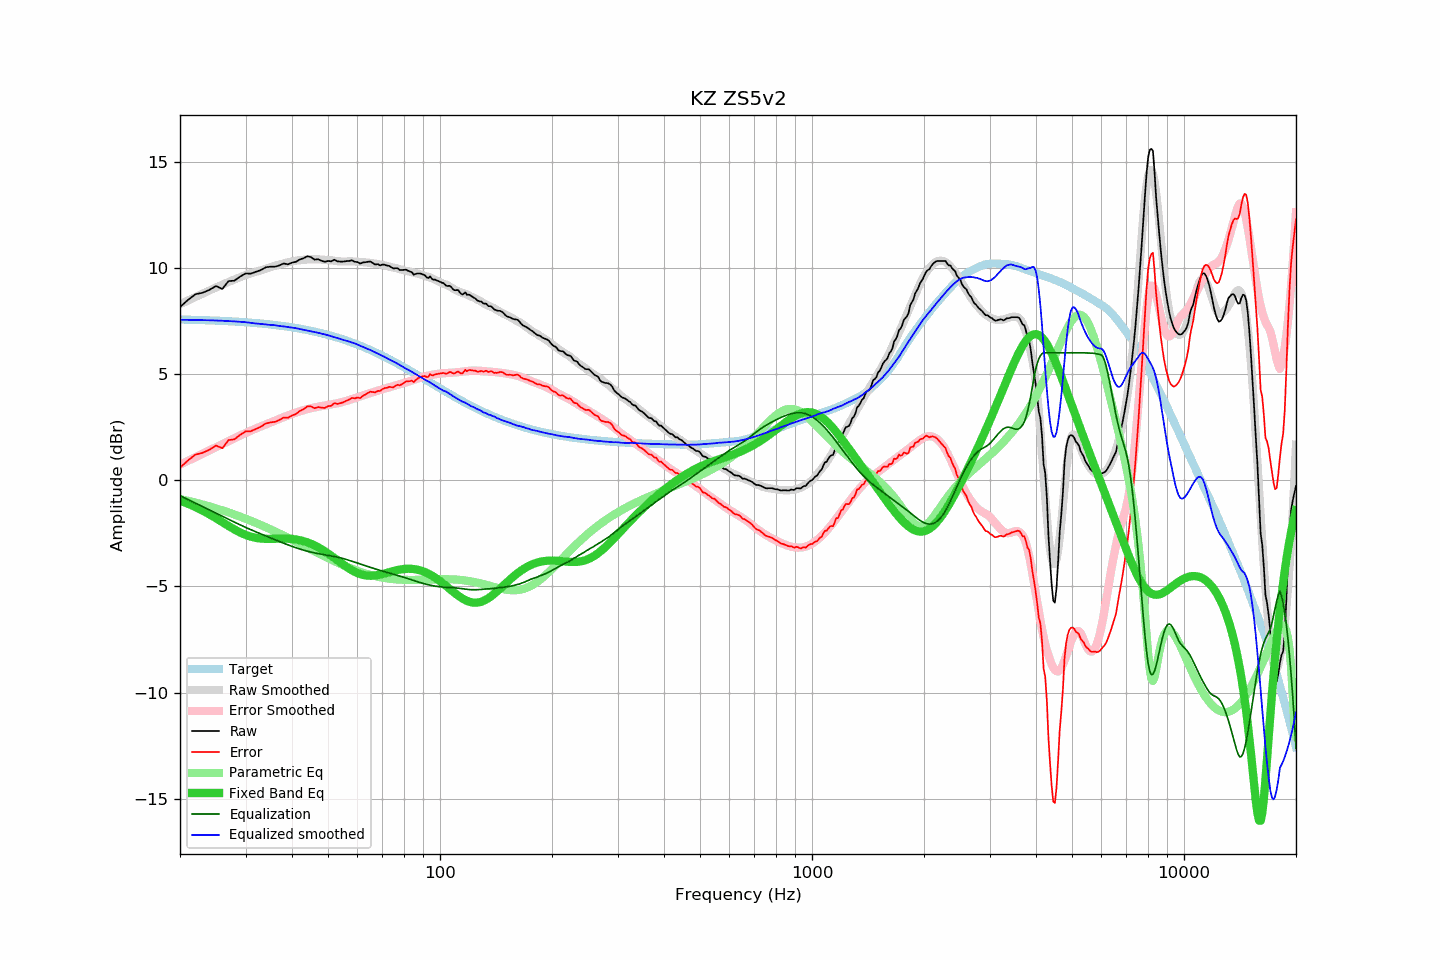 KZ ZS5v2
Amplitude (dBr)
15
10
5
0
−5
−10
−15
Target
Raw Smoothed
Error Smoothed
Raw
Error
Parametric Eq
Fixed Band Eq
Equalization
Equalized smoothed
100
1000
10000
Frequency (Hz)